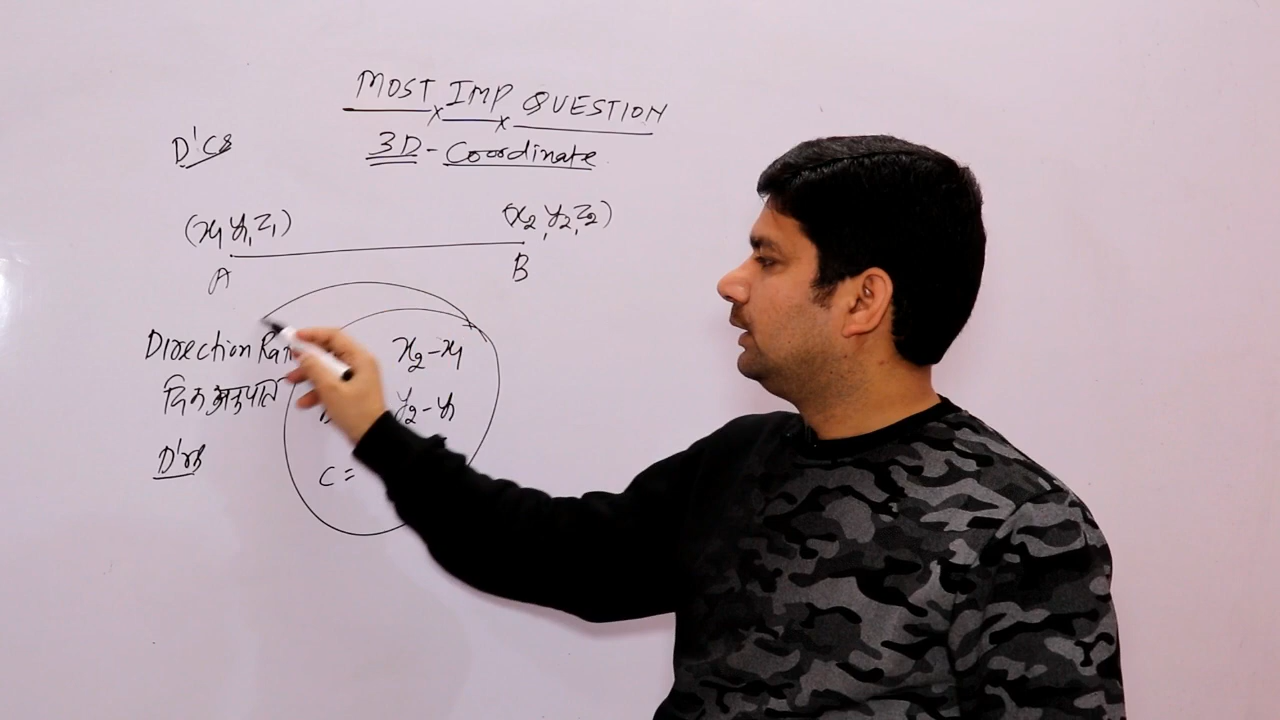 MOST IMP QUESTION
D'Cs
3D - Coordinate
(x₁ y₁, z₁)
(x₂, y₂, z₂)
A
B
Direction
x₂ - x₁
दिक अनुपात
y₂ - y₁
D'rs
C =